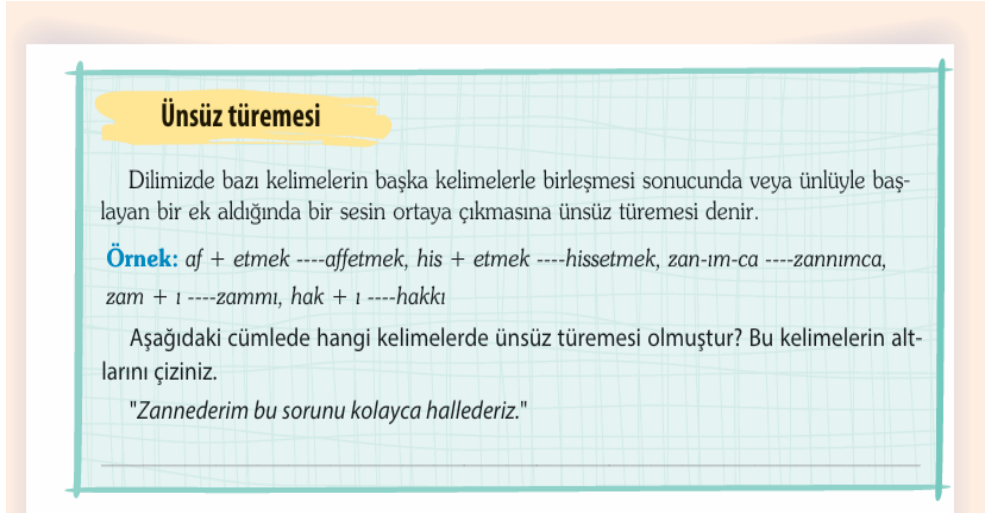 Ünsüz türemesi
Dilimizde bazı kelimelerin başka kelimelerle birleşmesi sonucunda veya ünlüyle baş-
layan bir ek aldığında bir sesin ortaya çıkmasına ünsüz türemesi denir.
Örnek: af + etmek ----affetmek, his + etmek ----hissetmek, zan-ım-ca ----zannımca,
zam + ı ----zammı, hak + ı ----hakkı
Aşağıdaki cümlede hangi kelimelerde ünsüz türemesi olmuştur? Bu kelimelerin alt-
larını çiziniz.
"Zannederim bu sorunu kolayca hallederiz."